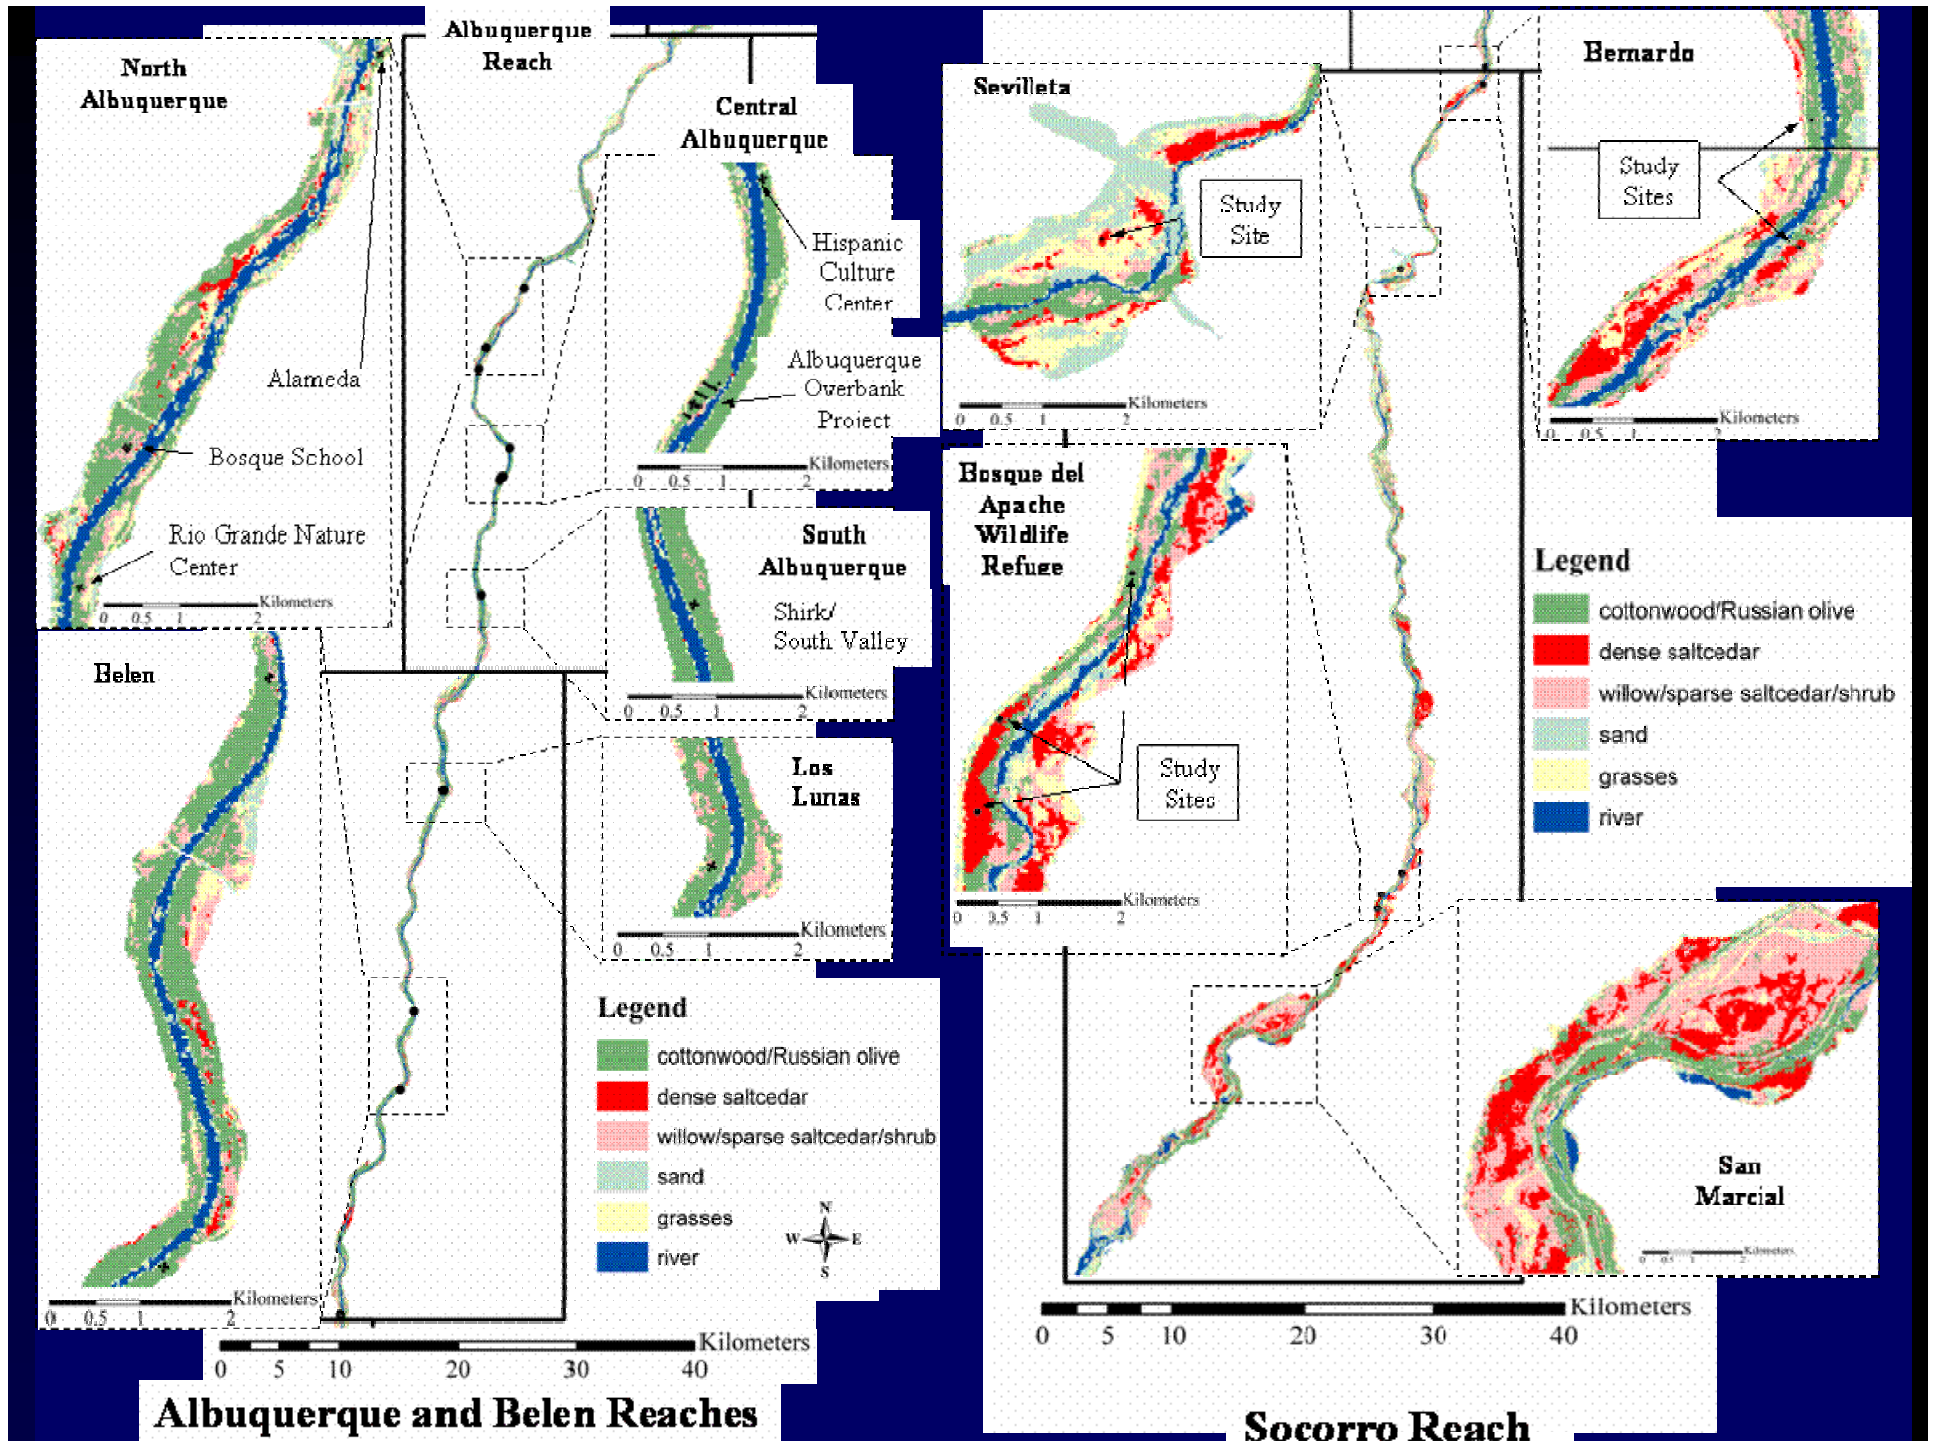 Albuquerque
Reach
North
Albuquerque
Alameda
Bosque School
Rio Grande Nature
Center
Kilometers
0 0.5 1 2
Central
Albuquerque
Hispanic
Culture
Center
Albuquerque
Overbank
Project
Kilometers
0 0.5 1 2
South
Albuquerque
Shirk/
South Valley
Kilometers
0 0.5 1 2
Belen
Kilometers
0 0.5 1 2
Los
Lunas
Kilometers
0 0.5 1 2
Legend
cottonwood/Russian olive
dense saltcedar
willow/sparse saltcedar/shrub
sand
grasses
river
N
W E
S
Kilometers
0 5 10 20 30 40
Albuquerque and Belen Reaches
Sevilleta
Study
Site
Kilometers
0 0.5 1 2
Bernardo
Study
Sites
Kilometers
0 0.5 1 2
Bosque del
Apache
Wildlife
Refuge
Study
Sites
Kilometers
0 0.5 1 2
Legend
cottonwood/Russian olive
dense saltcedar
willow/sparse saltcedar/shrub
sand
grasses
river
San
Marcial
Kilometers
0 0.5 1 2
Kilometers
0 5 10 20 30 40
Socorro Reach